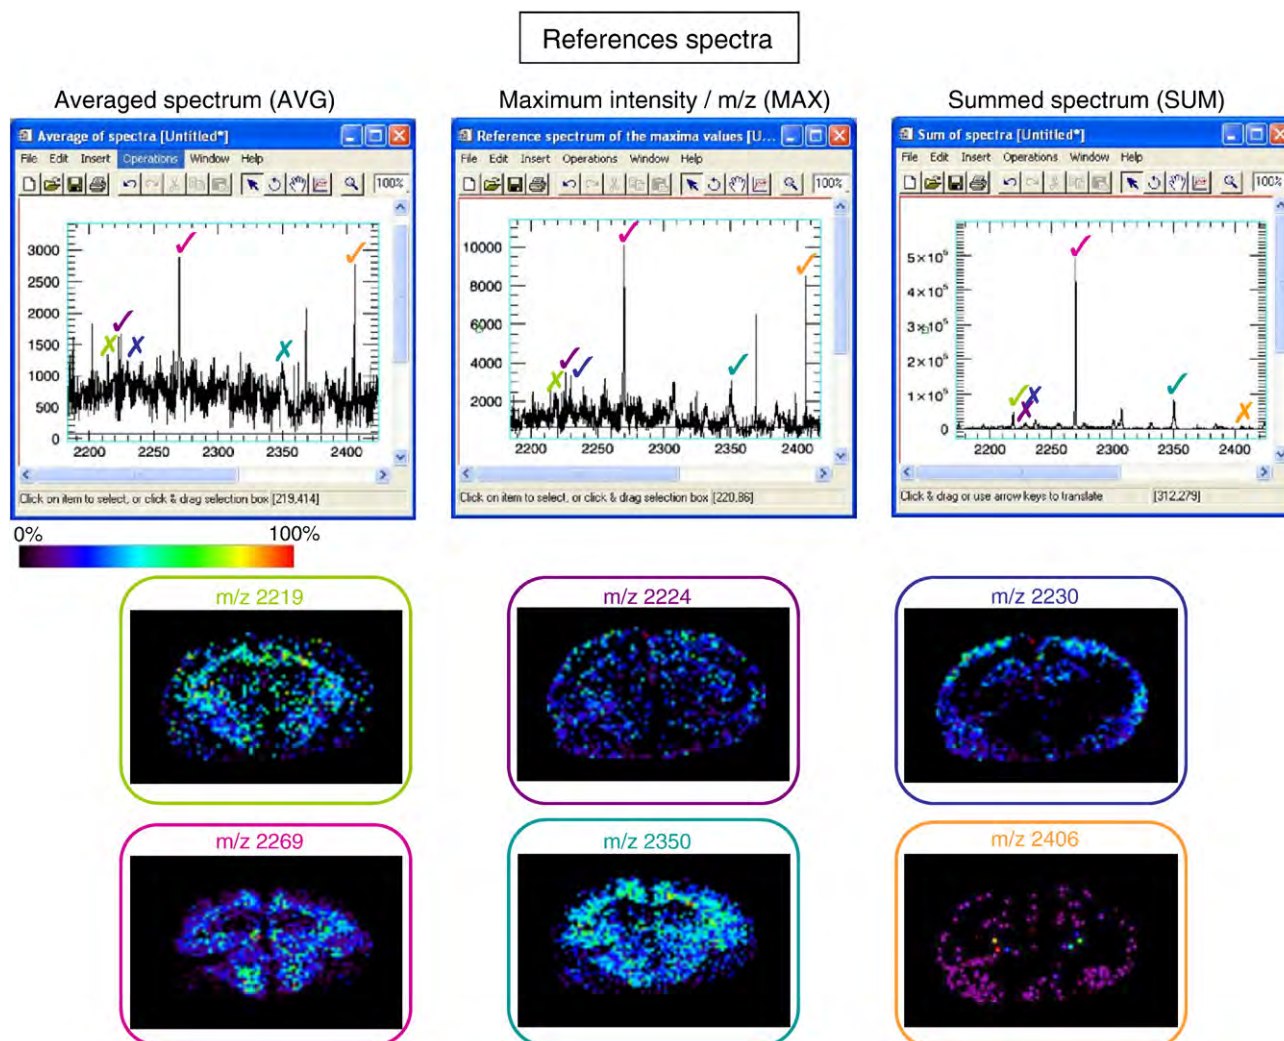 References spectra
Averaged spectrum (AVG)
Maximum intensity / m/z (MAX)
Summed spectrum (SUM)
Average of spectra [Untitled*]
File Edit Insert Operations Window Help
100%
3000
2500
2000
1500
1000
500
0
2200 2250 2300 2350 2400
Click on item to select, or click & drag selection box [219,414]
Reference spectrum of the maxima values [U...
File Edit Insert Operations Window Help
100%
10000
8000
6000
4000
2000
0
2200 2250 2300 2350 2400
Click on item to select, or click & drag selection box [220,86]
Sum of spectra [Untitled*]
File Edit Insert Operations Window Help
100%
5×10⁵
4×10⁵
3×10⁵
2×10⁵
1×10⁵
0
2200 2250 2300 2350 2400
Click & drag or use arrow keys to translate [312,279]
0% 100%
m/z 2219
m/z 2224
m/z 2230
m/z 2269
m/z 2350
m/z 2406